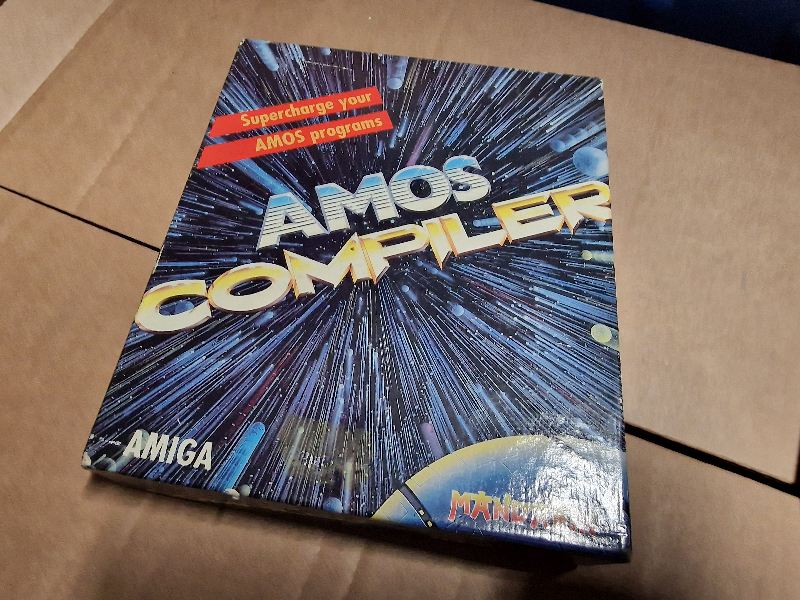 Supercharge your
AMOS programs
AMOS
COMPILER
AMIGA